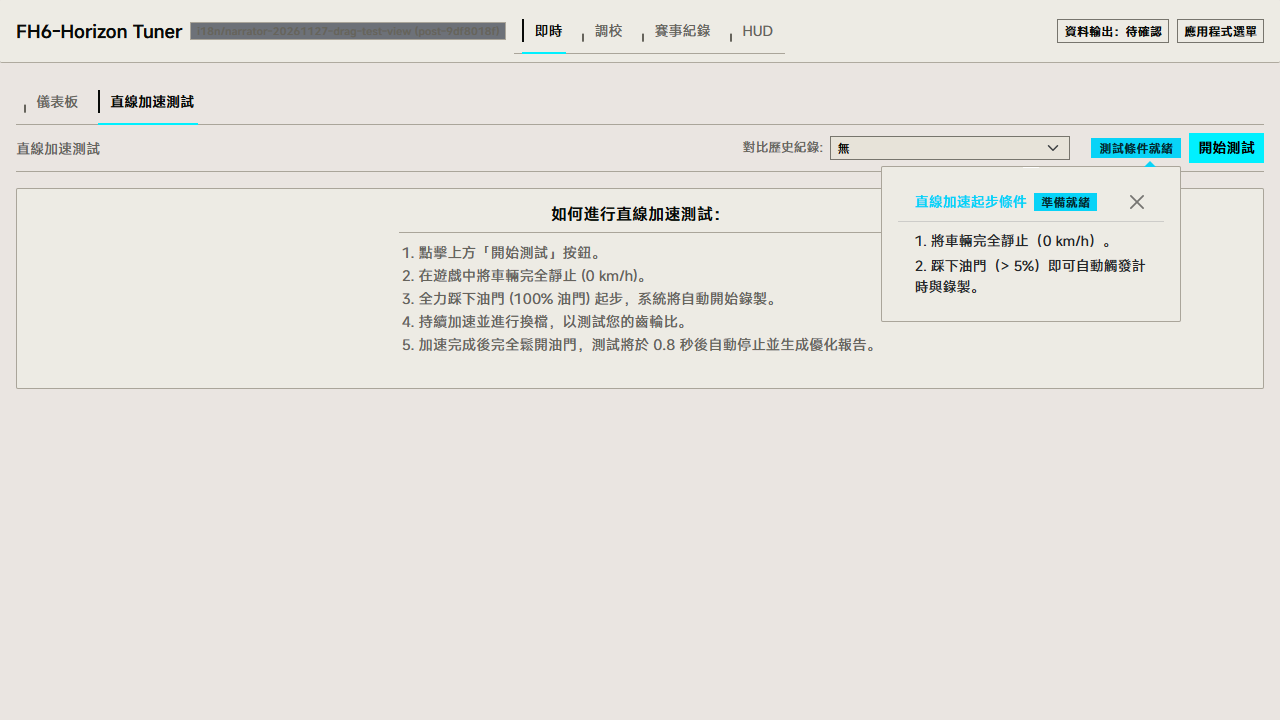 FH6-Horizon Tuner
i18n/narrator-20261127-drag-test-view (post-9df8018f)
即時
調校
賽事紀錄
HUD
資料輸出: 待確認
應用程式選單
儀表板
直線加速測試
直線加速測試
對比歷史紀錄:
無
測試條件就緒
開始測試
直線加速起步條件
準備就緒
1. 將車輛完全靜止（0 km/h）。
2. 踩下油門（> 5%）即可自動觸發計
時與錄製。
如何進行直線加速測試:
1. 點擊上方「開始測試」按鈕。
2. 在遊戲中將車輛完全靜止 (0 km/h)。
3. 全力踩下油門 (100% 油門) 起步，系統將自動開始錄製。
4. 持續加速並進行換檔，以測試您的齒輪比。
5. 加速完成後完全鬆開油門，測試將於 0.8 秒後自動停止並生成優化報告。